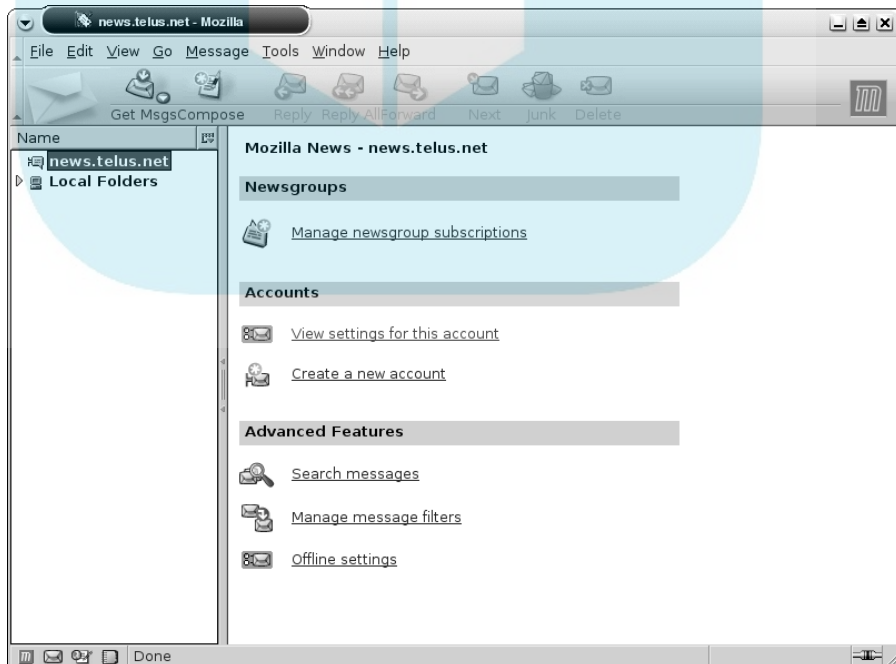 news.telus.net - Mozilla
File Edit View Go Message Tools Window Help
Get Msgs Compose Reply Reply All Forward Next Junk Delete
Name
news.telus.net
Local Folders
Mozilla News - news.telus.net
Newsgroups
Manage newsgroup subscriptions
Accounts
View settings for this account
Create a new account
Advanced Features
Search messages
Manage message filters
Offline settings
Done